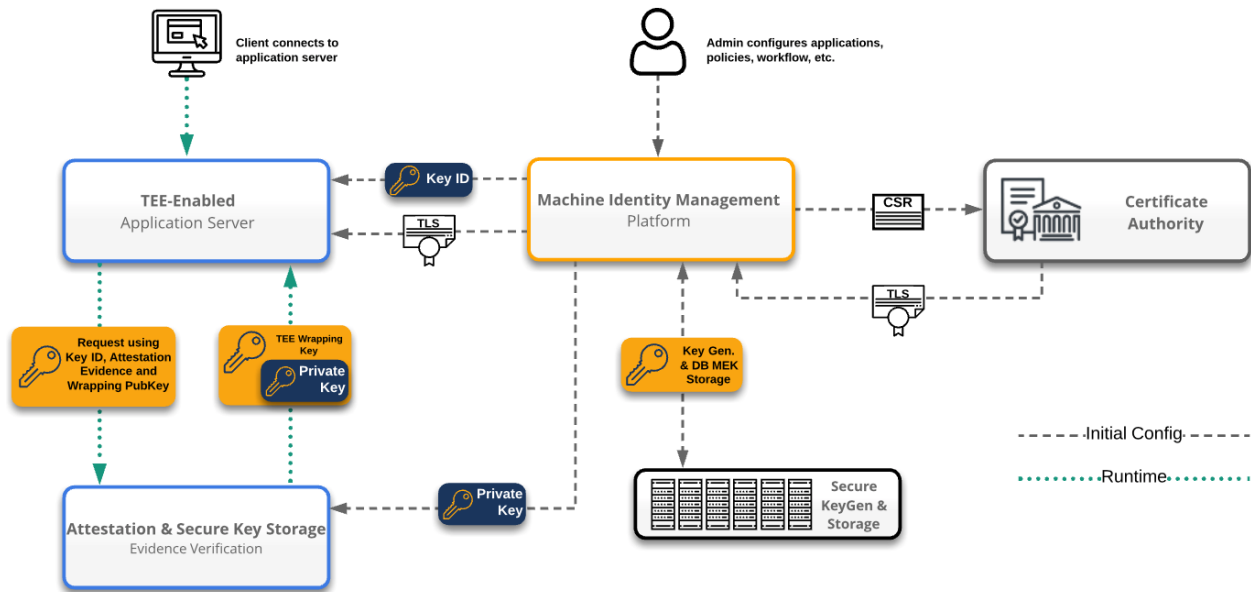 Client connects to
application server
Admin configures applications,
policies, workflow, etc.
TEE-Enabled
Application Server
Key ID
TLS
Machine Identity Management
Platform
CSR
Certificate
Authority
TLS
Request using
Key ID, Attestation
Evidence and
Wrapping PubKey
TEE Wrapping
Key
Private
Key
Key Gen.
& DB MEK
Storage
Initial Config
Runtime
Attestation & Secure Key Storage
Evidence Verification
Private
Key
Secure
KeyGen &
Storage